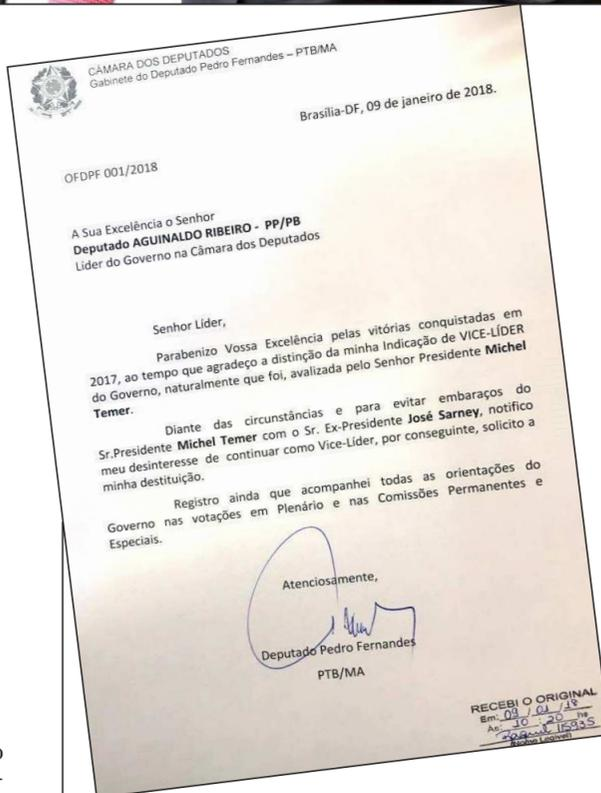 CÂMARA DOS DEPUTADOS
Gabinete do Deputado Pedro Fernandes – PTB/MA
Brasília-DF, 09 de janeiro de 2018.
OFDPF 001/2018
A Sua Excelência o Senhor
Deputado AGUINALDO RIBEIRO - PP/PB
Lider do Governo na Câmara dos Deputados
Senhor Líder,
Parabenizo Vossa Excelência pelas vitórias conquistadas em
2017, ao tempo que agradeço a distinção da minha Indicação de VICE-LÍDER
do Governo, naturalmente que foi, avalizada pelo Senhor Presidente Michel
Temer.
Diante das circunstâncias e para evitar embaraços do
Sr.Presidente Michel Temer com o Sr. Ex-Presidente José Sarney, notifico
meu desinteresse de continuar como Vice-Líder, por conseguinte, solicito a
minha destituição.
Registro ainda que acompanhei todas as orientações do
Governo nas votações em Plenário e nas Comissões Permanentes e
Especiais.
Atenciosamente,
Deputado Pedro Fernandes
PTB/MA
RECEBI O ORIGINAL
Em: 09 / 01 / 18
As: 10 : 20 hs
15935
(Nome Legível)